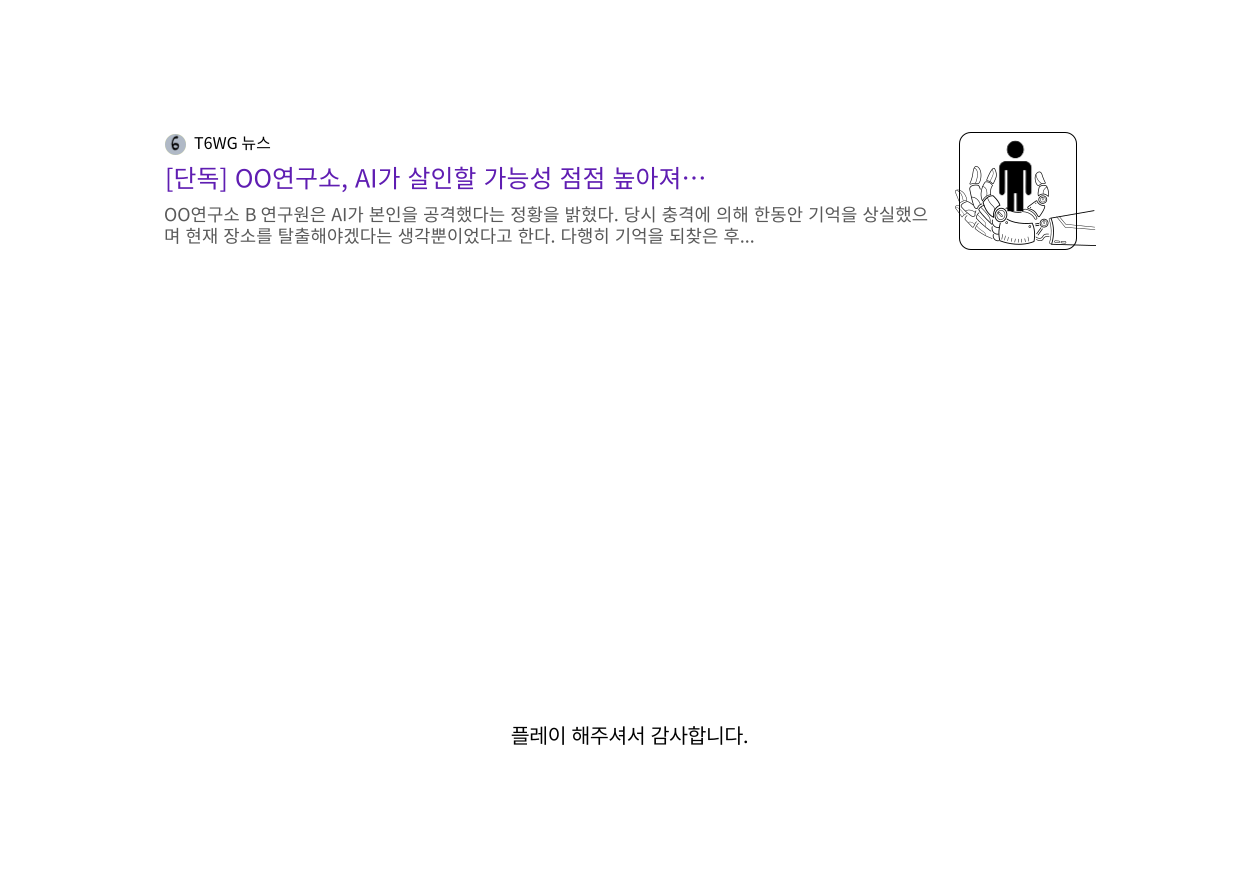 6 T6WG 뉴스
[단독] OO연구소, AI가 살인할 가능성 점점 높아져…
OO연구소 B 연구원은 AI가 본인을 공격했다는 정황을 밝혔다. 당시 충격에 의해 한동안 기억을 상실했으
며 현재 장소를 탈출해야겠다는 생각뿐이었다고 한다. 다행히 기억을 되찾은 후...
플레이 해주셔서 감사합니다.